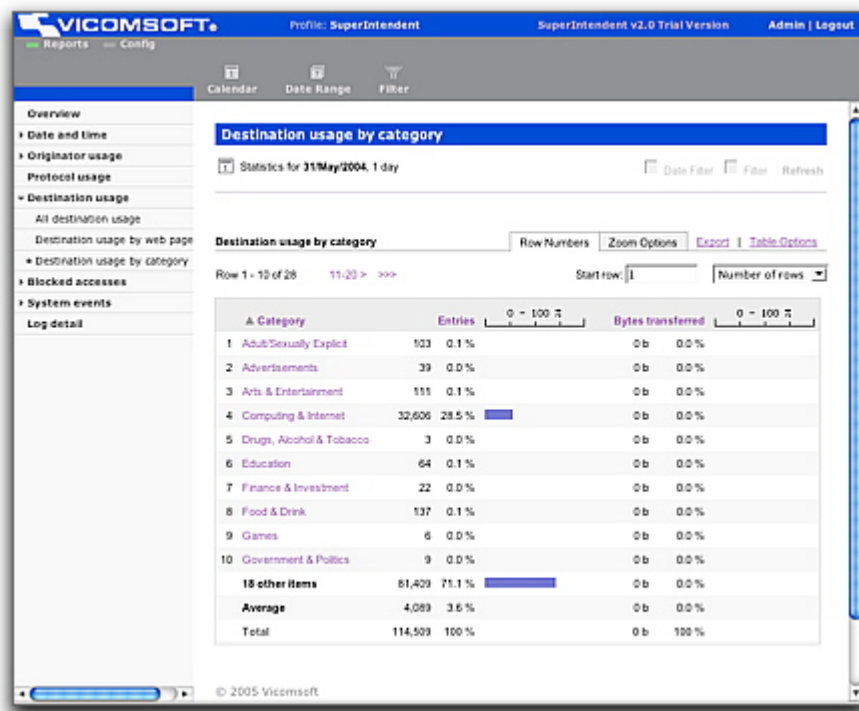 VICOMSOFT. Profile: SuperIntendent SuperIntendent v2.0 Trial Version Admin | Logout
Reports Config
Calendar Date Range Filter
Overview
Date and time
Originator usage
Protocol usage
Destination usage
All destination usage
Destination usage by web page
Destination usage by category
Blocked accesses
System events
Log detail
Destination usage by category
Statistics for 31/May/2004, 1 day Date Filter Filter Refresh
Destination usage by category Row Numbers Zoom Options Export | Table Options
Row 1 - 10 of 28 11-20 > >>> Start row: 1 Number of rows
Category Entries 0 - 100 % Bytes transferred 0 - 100 %
1 Adult/Sexually Explicit 103 0.1 % 0 b 0.0 %
2 Advertisements 39 0.0 % 0 b 0.0 %
3 Arts & Entertainment 111 0.1 % 0 b 0.0 %
4 Computing & Internet 32,606 28.5 % 0 b 0.0 %
5 Drugs, Alcohol & Tobacco 3 0.0 % 0 b 0.0 %
6 Education 64 0.1 % 0 b 0.0 %
7 Finance & Investment 22 0.0 % 0 b 0.0 %
8 Food & Drink 137 0.1 % 0 b 0.0 %
9 Games 6 0.0 % 0 b 0.0 %
10 Government & Politics 9 0.0 % 0 b 0.0 %
18 other items 81,409 71.1 % 0 b 0.0 %
Average 4,089 3.6 % 0 b 0.0 %
Total 114,509 100 % 0 b 100 %
© 2005 Vicomsoft